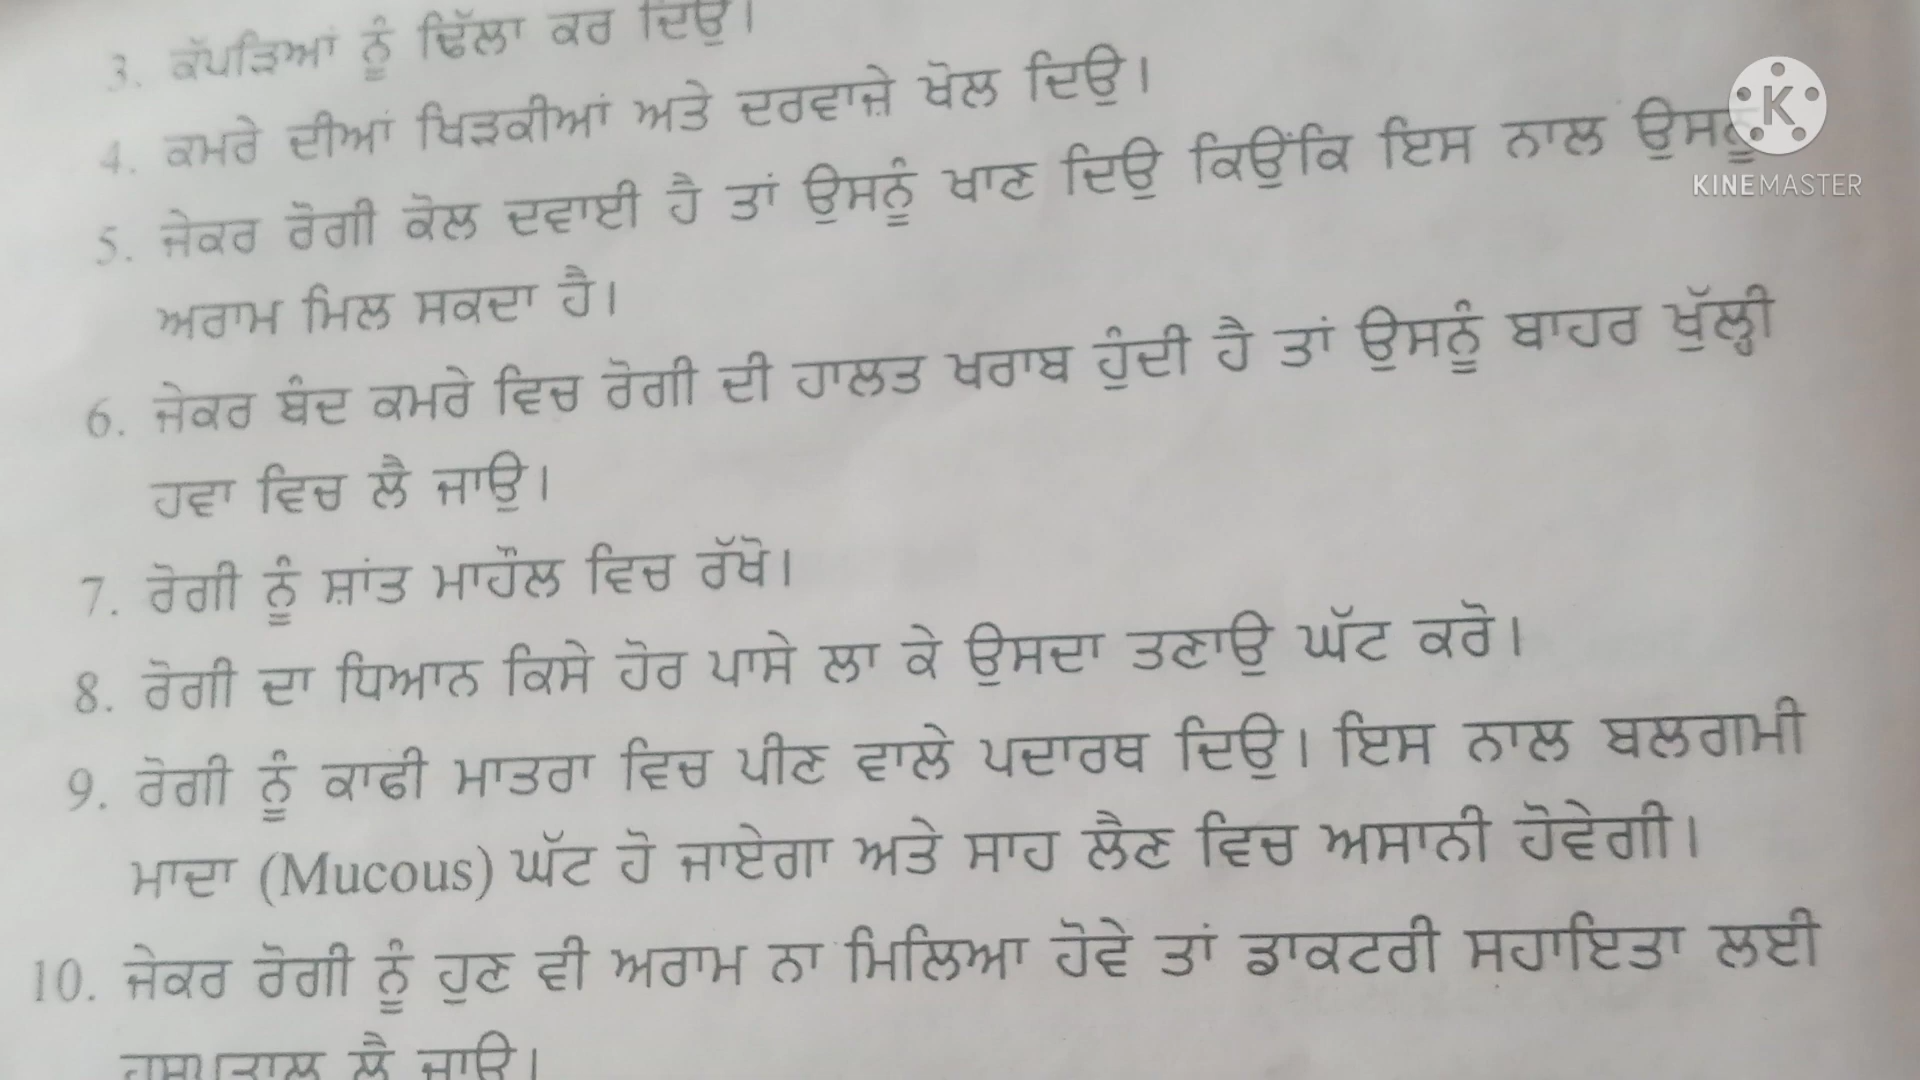 3. ਕੱਪੜਿਆਂ ਨੂੰ ਢਿੱਲਾ ਕਰ ਦਿਉ।
4. ਕਮਰੇ ਦੀਆਂ ਖਿੜਕੀਆਂ ਅਤੇ ਦਰਵਾਜ਼ੇ ਖੋਲ ਦਿਉ।
5. ਜੇਕਰ ਰੋਗੀ ਕੋਲ ਦਵਾਈ ਹੈ ਤਾਂ ਉਸਨੂੰ ਖਾਣ ਦਿਉ ਕਿਉਂਕਿ ਇਸ ਨਾਲ ਉਸਨੂੰ
ਅਰਾਮ ਮਿਲ ਸਕਦਾ ਹੈ।
6. ਜੇਕਰ ਬੰਦ ਕਮਰੇ ਵਿਚ ਰੋਗੀ ਦੀ ਹਾਲਤ ਖਰਾਬ ਹੁੰਦੀ ਹੈ ਤਾਂ ਉਸਨੂੰ ਬਾਹਰ ਖੁੱਲ੍ਹੀ
ਹਵਾ ਵਿਚ ਲੈ ਜਾਉ।
7. ਰੋਗੀ ਨੂੰ ਸ਼ਾਂਤ ਮਾਹੌਲ ਵਿਚ ਰੱਖੋ।
8. ਰੋਗੀ ਦਾ ਧਿਆਨ ਕਿਸੇ ਹੋਰ ਪਾਸੇ ਲਾ ਕੇ ਉਸਦਾ ਤਣਾਉ ਘੱਟ ਕਰੋ।
9. ਰੋਗੀ ਨੂੰ ਕਾਫੀ ਮਾਤਰਾ ਵਿਚ ਪੀਣ ਵਾਲੇ ਪਦਾਰਥ ਦਿਉ। ਇਸ ਨਾਲ ਬਲਗਮੀ
ਮਾਦਾ (Mucous) ਘੱਟ ਹੋ ਜਾਏਗਾ ਅਤੇ ਸਾਹ ਲੈਣ ਵਿਚ ਅਸਾਨੀ ਹੋਵੇਗੀ।
10. ਜੇਕਰ ਰੋਗੀ ਨੂੰ ਹੁਣ ਵੀ ਅਰਾਮ ਨਾ ਮਿਲਿਆ ਹੋਵੇ ਤਾਂ ਡਾਕਟਰੀ ਸਹਾਇਤਾ ਲਈ
ਹਸਪਤਾਲ ਲੈ ਜਾਉ।
K
KINEMASTER